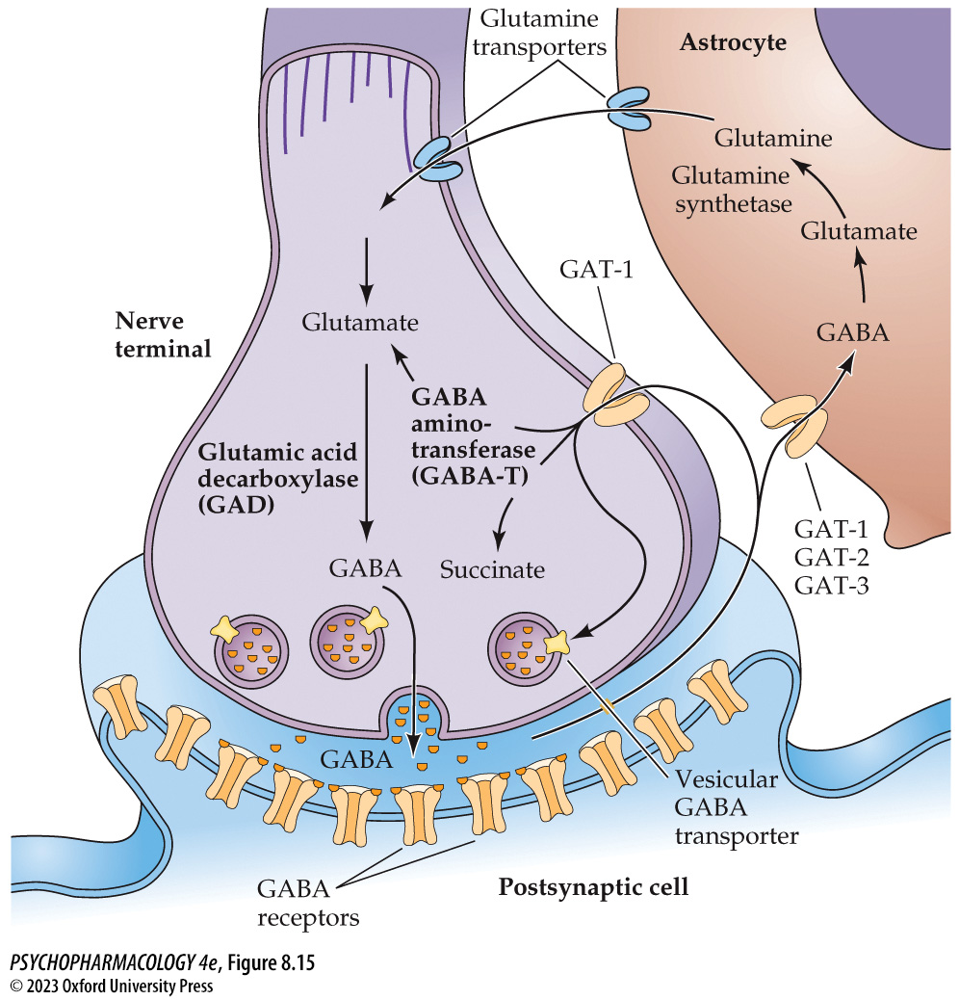 Glutamine
transporters
Astrocyte
Glutamine
Glutamine
synthetase
Glutamate
GAT-1
GABA
Nerve
terminal
Glutamate
GABA
amino-
transferase
(GABA-T)
Glutamic acid
decarboxylase
(GAD)
GAT-1
GAT-2
GAT-3
GABA
Succinate
GABA
Vesicular
GABA
transporter
GABA
receptors
Postsynaptic cell
PSYCHOPHARMACOLOGY 4e, Figure 8.15
© 2023 Oxford University Press